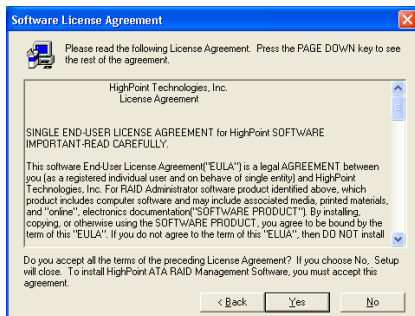 Software License Agreement
Please read the following License Agreement. Press the PAGE DOWN key to see
the rest of the agreement.
HighPoint Technologies, Inc.
License Agreement
SINGLE END-USER LICENSE AGREEMENT for HighPoint SOFTWARE
IMPORTANT-READ CAREFULLY.
This software End-User License Agreement("EULA") is a legal AGREEMENT between
you (as a registered individual user and on behave of single entity) and HighPoint
Technologies, Inc. For RAID Administrator software product identified above, which
product includes computer software and may include associated media, printed materials,
and "online", electronics documentation("SOFTWARE PRODUCT"). By installing,
copying, or otherwise using the SOFTWARE PRODUCT, you agree to be bound by the
term of this "EULA". If you do not agree to the term of this "ELUA", then DO NOT install
Do you accept all the terms of the preceding License Agreement? If you choose No, Setup
will close. To install HighPoint ATA RAID Management Software, you must accept this
agreement.
< Back Yes No